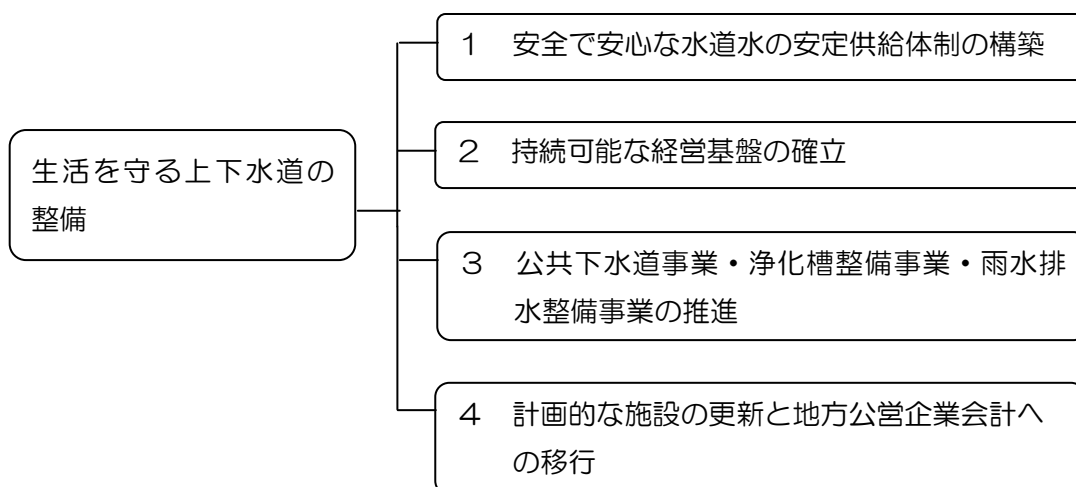 生活を守る上下水道の
整備
１　安全で安心な水道水の安定供給体制の構築
２　持続可能な経営基盤の確立
３　公共下水道事業・浄化槽整備事業・雨水排
水整備事業の推進
４　計画的な施設の更新と地方公営企業会計へ
の移行